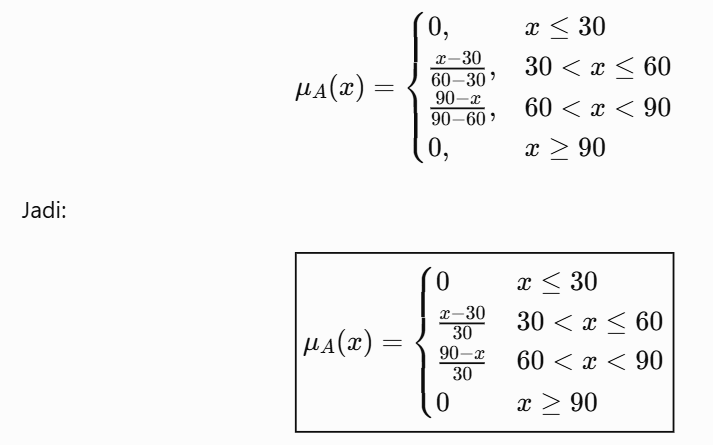 μ_A(x) = { 0, x ≤ 30
(x−30)/(60−30), 30 < x ≤ 60
(90−x)/(90−60), 60 < x < 90
0, x ≥ 90
Jadi:
μ_A(x) = { 0 x ≤ 30
(x−30)/30 30 < x ≤ 60
(90−x)/30 60 < x < 90
0 x ≥ 90